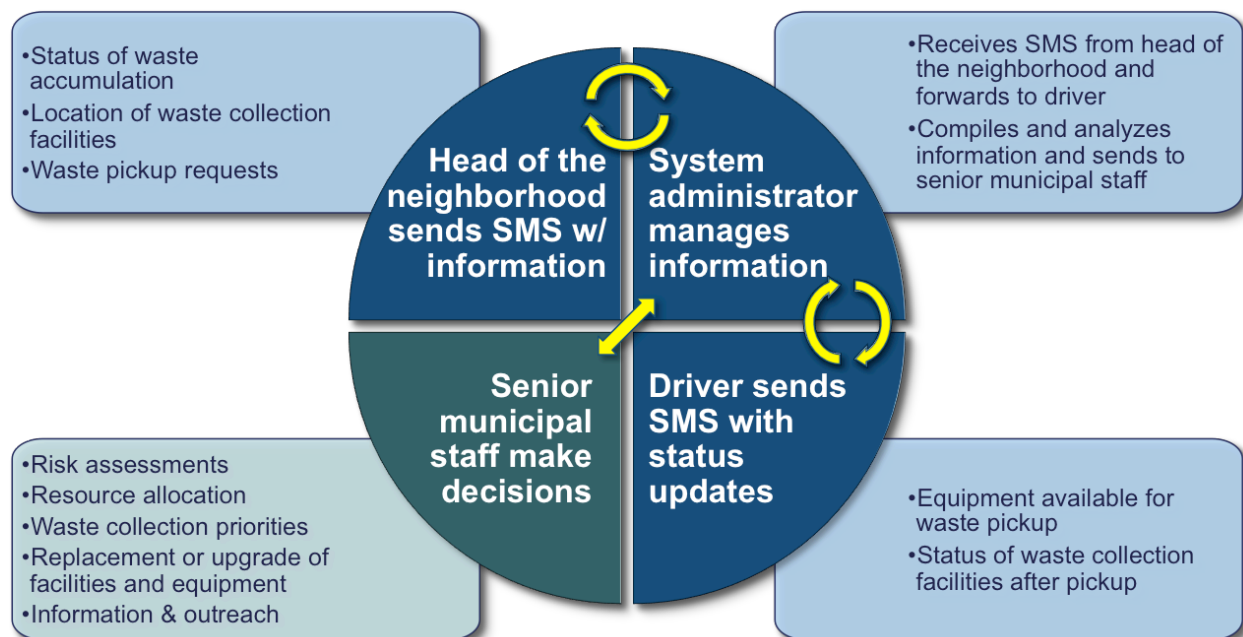 •Status of waste
accumulation
•Location of waste collection
facilities
•Waste pickup requests
Head of the
neighborhood
sends SMS w/
information
System
administrator
manages
information
•Receives SMS from head of
the neighborhood and
forwards to driver
•Compiles and analyzes
information and sends to
senior municipal staff
•Risk assessments
•Resource allocation
•Waste collection priorities
•Replacement or upgrade of
facilities and equipment
•Information & outreach
Senior
municipal
staff make
decisions
Driver sends
SMS with
status
updates
•Equipment available for
waste pickup
•Status of waste collection
facilities after pickup